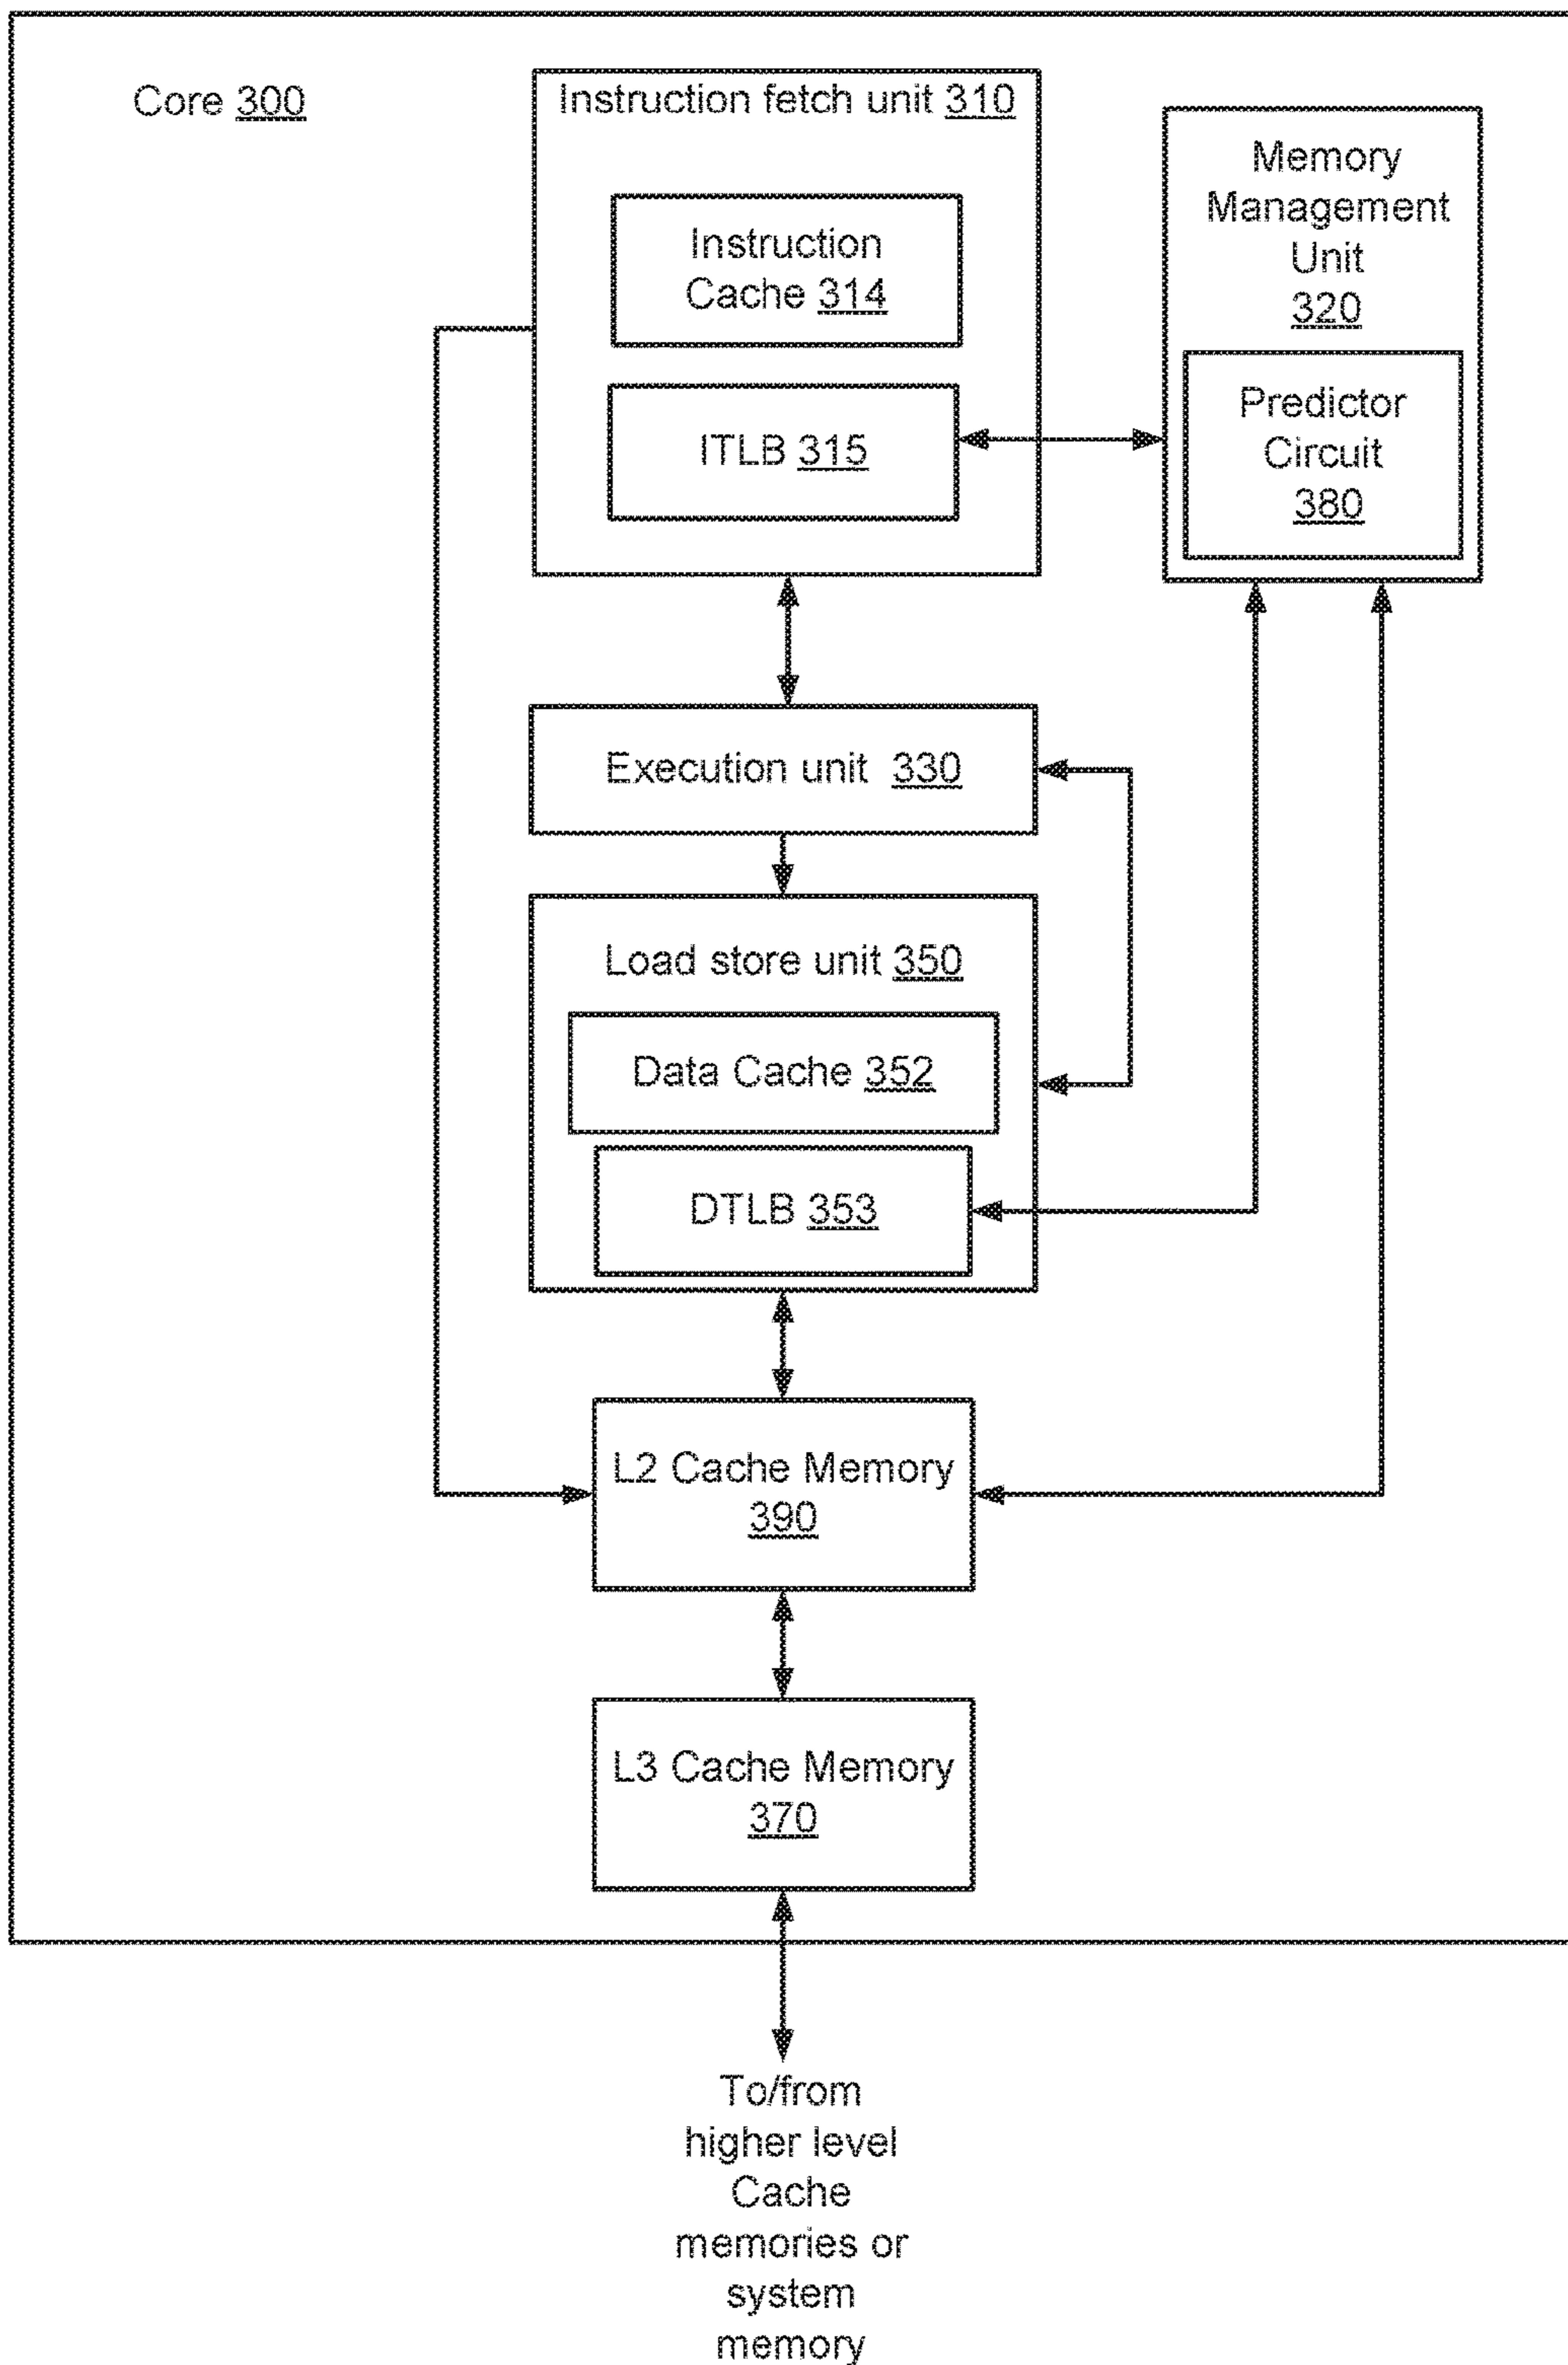 Core 300
Instruction fetch unit 310
Instruction
Cache 314
ITLB 315
Memory
Management
Unit
320
Predictor
Circuit
380
Execution unit 330
Load store unit 350
Data Cache 352
DTLB 353
L2 Cache Memory
390
L3 Cache Memory
370
To/from
higher level
Cache
memories or
system
memory